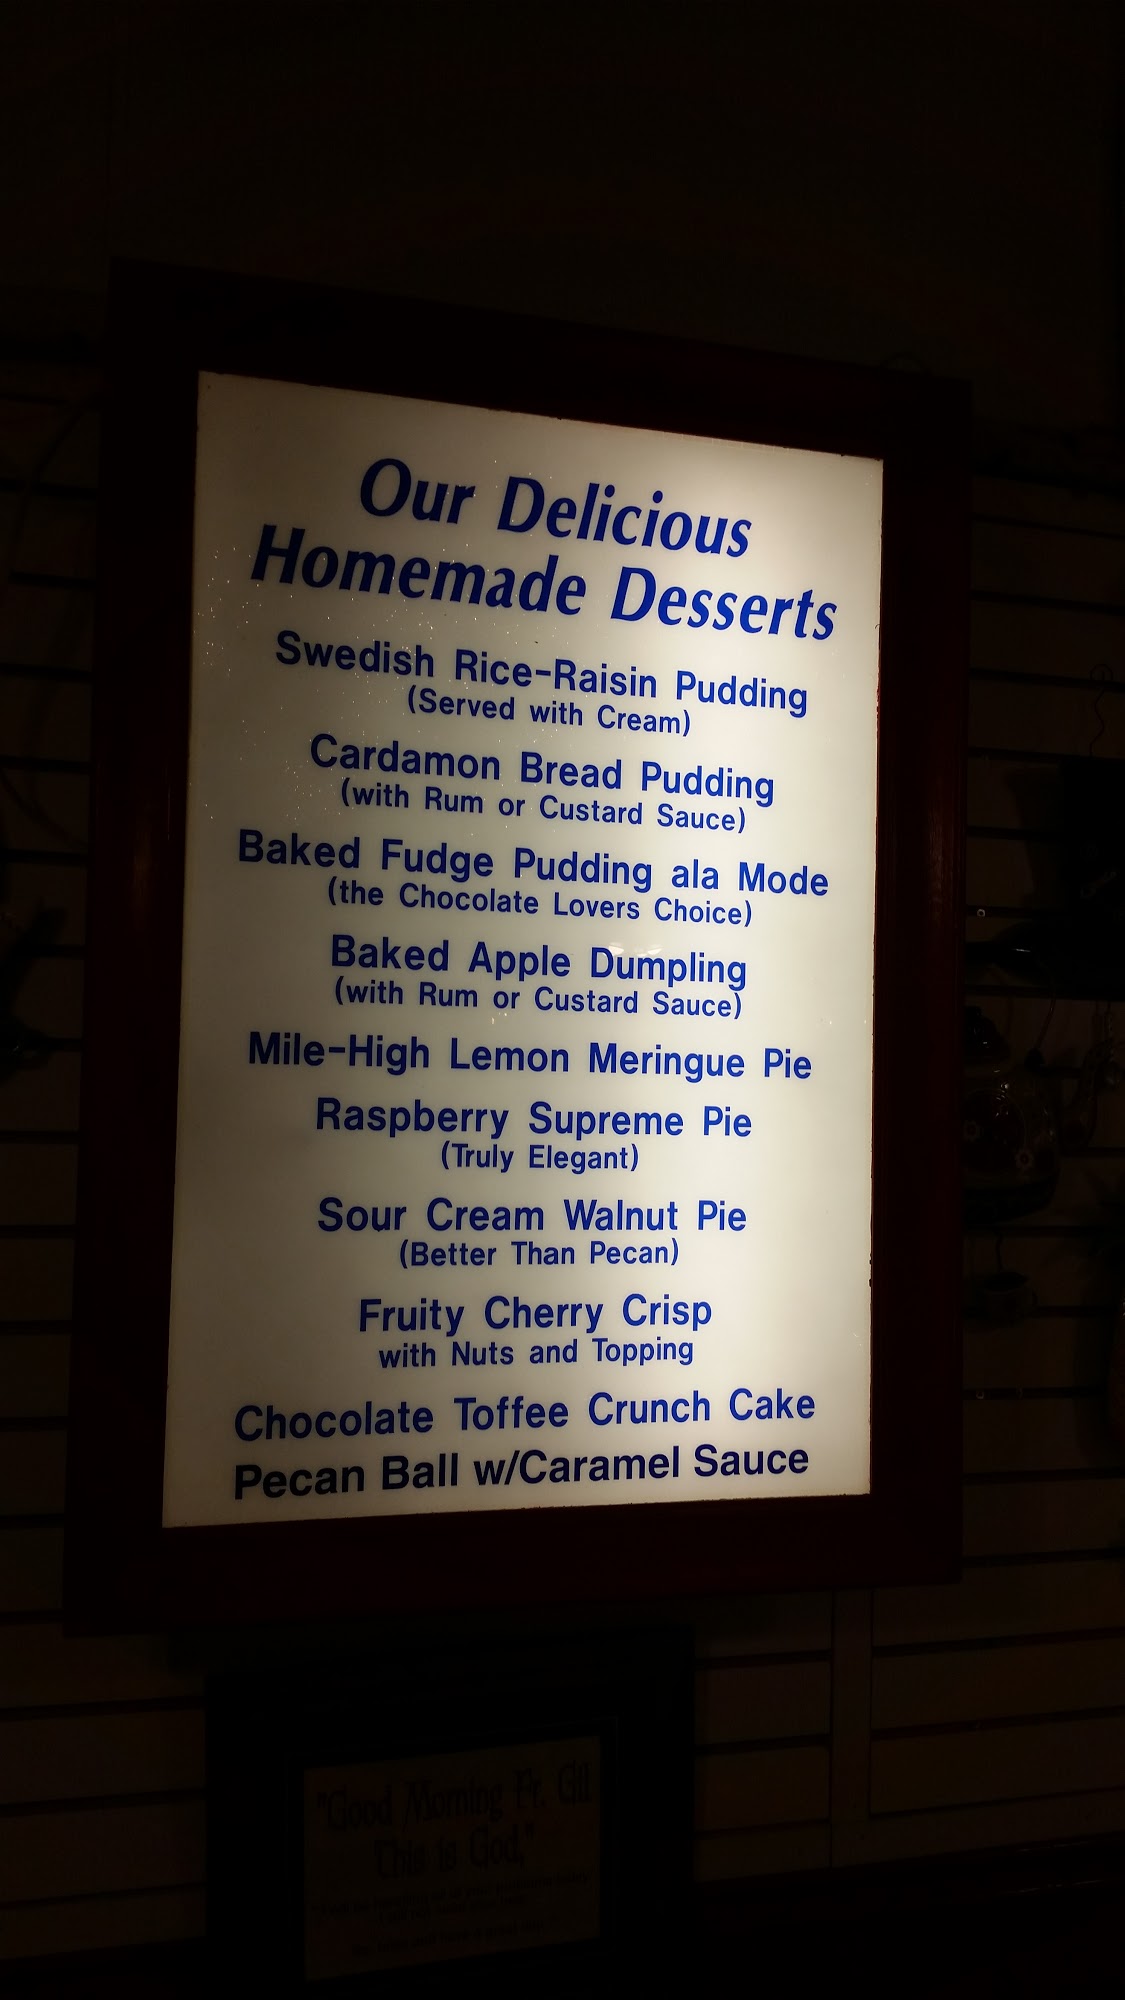 Our Delicious
Homemade Desserts
Swedish Rice-Raisin Pudding
(Served with Cream)
Cardamon Bread Pudding
(with Rum or Custard Sauce)
Baked Fudge Pudding ala Mode
(the Chocolate Lovers Choice)
Baked Apple Dumpling
(with Rum or Custard Sauce)
Mile-High Lemon Meringue Pie
Raspberry Supreme Pie
(Truly Elegant)
Sour Cream Walnut Pie
(Better Than Pecan)
Fruity Cherry Crisp
with Nuts and Topping
Chocolate Toffee Crunch Cake
Pecan Ball w/Caramel Sauce
"Good Morning Fr. Gil
This is God,"